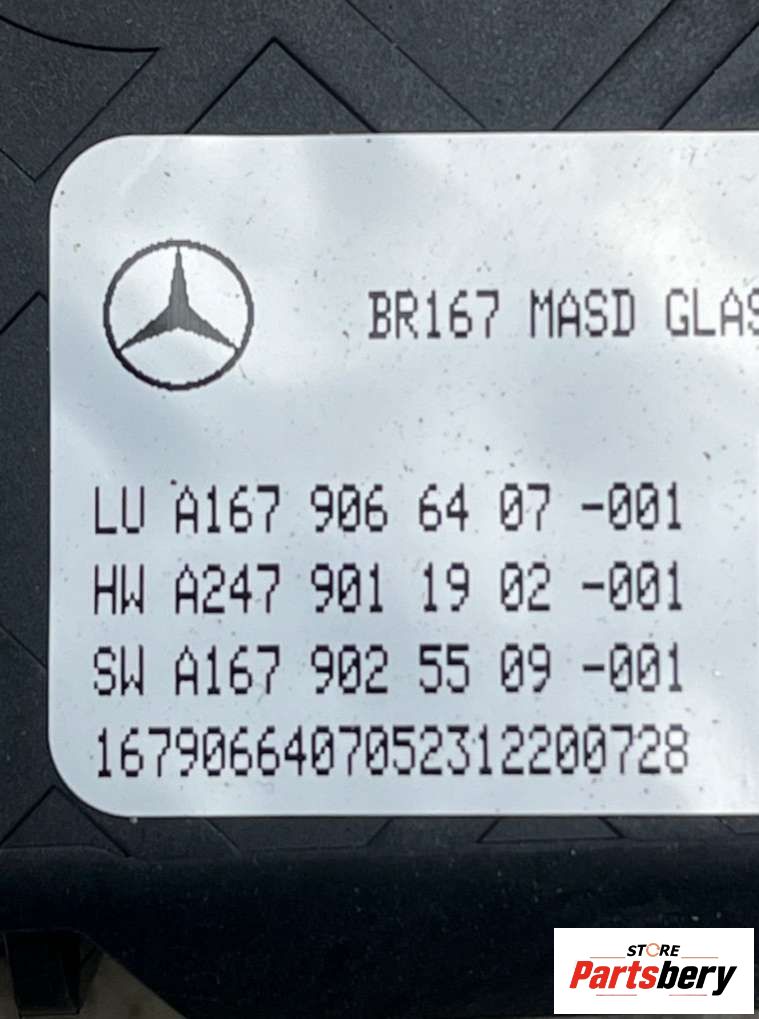 BR167 MASD GLAS
LU A167 906 64 07 -001
HW A247 901 19 02 -001
SW A167 902 55 09 -001
1679066407052312200728
STORE
Partsbery